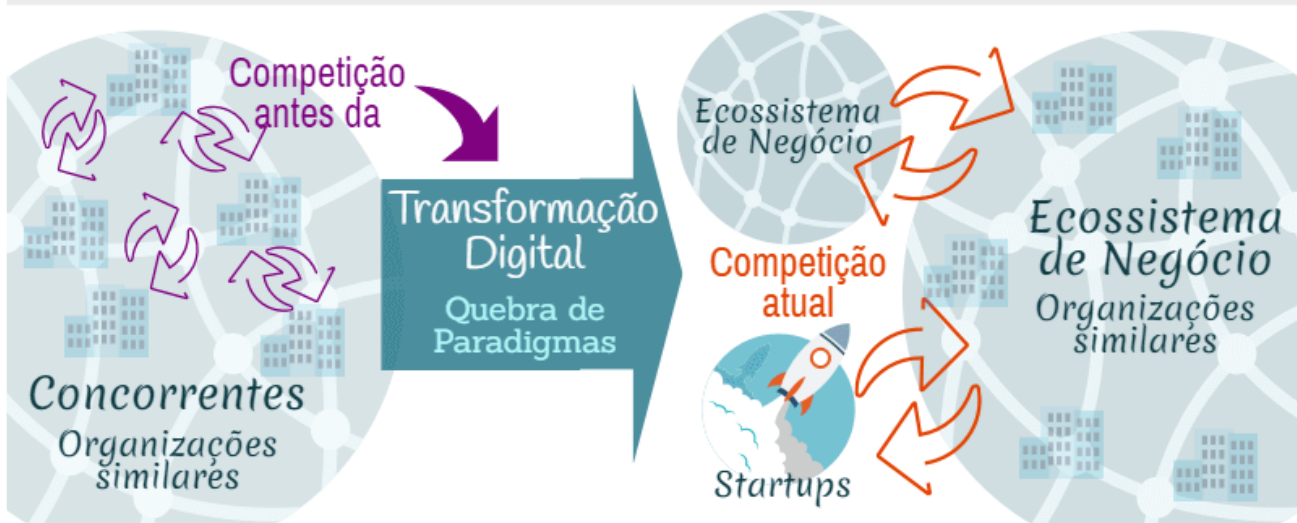 Competição
antes da
Transformação
Digital
Quebra de
Paradigmas
Concorrentes
Organizações
similares
Ecossistema
de Negócio
Competição
atual
Startups
Ecossistema
de Negócio
Organizações
similares